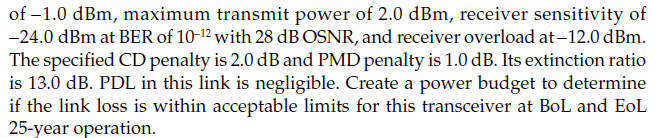 of –1.0 dBm, maximum transmit power of 2.0 dBm, receiver sensitivity of
–24.0 dBm at BER of 10⁻¹² with 28 dB OSNR, and receiver overload at –12.0 dBm.
The specified CD penalty is 2.0 dB and PMD penalty is 1.0 dB. Its extinction ratio
is 13.0 dB. PDL in this link is negligible. Create a power budget to determine
if the link loss is within acceptable limits for this transceiver at BoL and EoL
25-year operation.